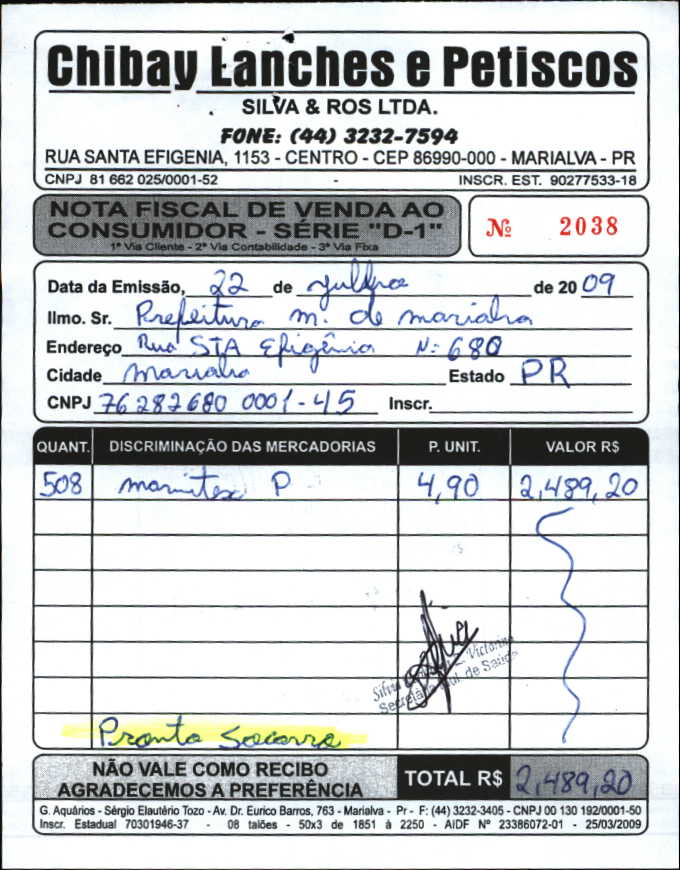 Chibay Lanches e Petiscos
SILVA & ROS LTDA.
FONE: (44) 3232-7594
RUA SANTA EFIGENIA, 1153 - CENTRO - CEP 86990-000 - MARIALVA - PR
CNPJ 81 662 025/0001-52 - INSCR. EST. 90277533-18
NOTA FISCAL DE VENDA AO
CONSUMIDOR - SÉRIE "D-1"
1ª Via Cliente - 2ª Via Contabilidade - 3ª Via Fixa
Nº 2038
Data da Emissão, 22 de julho de 2009
Ilmo. Sr. Prefeitura m. de marialva
Endereço Rua STA Efigênia Nº 680
Cidade marialva Estado PR
CNPJ 76 282680 0001-45 Inscr.
QUANT. DISCRIMINAÇÃO DAS MERCADORIAS P. UNIT. VALOR R$
508 marmitex P 4,90 2,489,20
Silvia Victorino
Secretária de Saúde
Pronto Socorro
NÃO VALE COMO RECIBO
AGRADECEMOS A PREFERÊNCIA
TOTAL R$ 2,489,20
G. Aquários - Sérgio Elautério Tozo - Av. Dr. Eurico Barros, 763 - Marialva - Pr - F: (44) 3232-3405 - CNPJ 00 130 192/0001-50
Inscr. Estadual 70301946-37 - 08 talões - 50x3 de 1851 à 2250 - AIDF Nº 23386072-01 - 25/03/2009